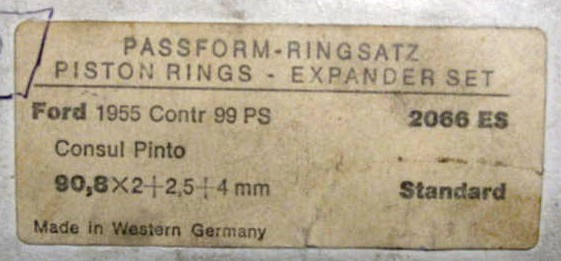 PASSFORM-RINGSATZ
PISTON RINGS - EXPANDER SET
Ford 1955 Contr 99 PS 2066 ES
Consul Pinto
90,8×2+2,5+4 mm Standard
Made in Western Germany